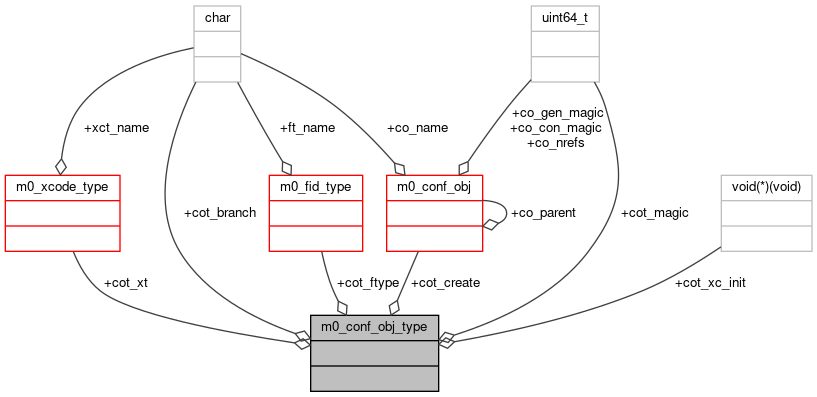 char
uint64_t
+co_gen_magic
+co_con_magic
+co_nrefs
+xct_name
+ft_name
+co_name
m0_xcode_type
m0_fid_type
m0_conf_obj
void(*)(void)
+cot_branch
+co_parent
+cot_magic
+cot_xt
+cot_ftype
+cot_create
+cot_xc_init
m0_conf_obj_type